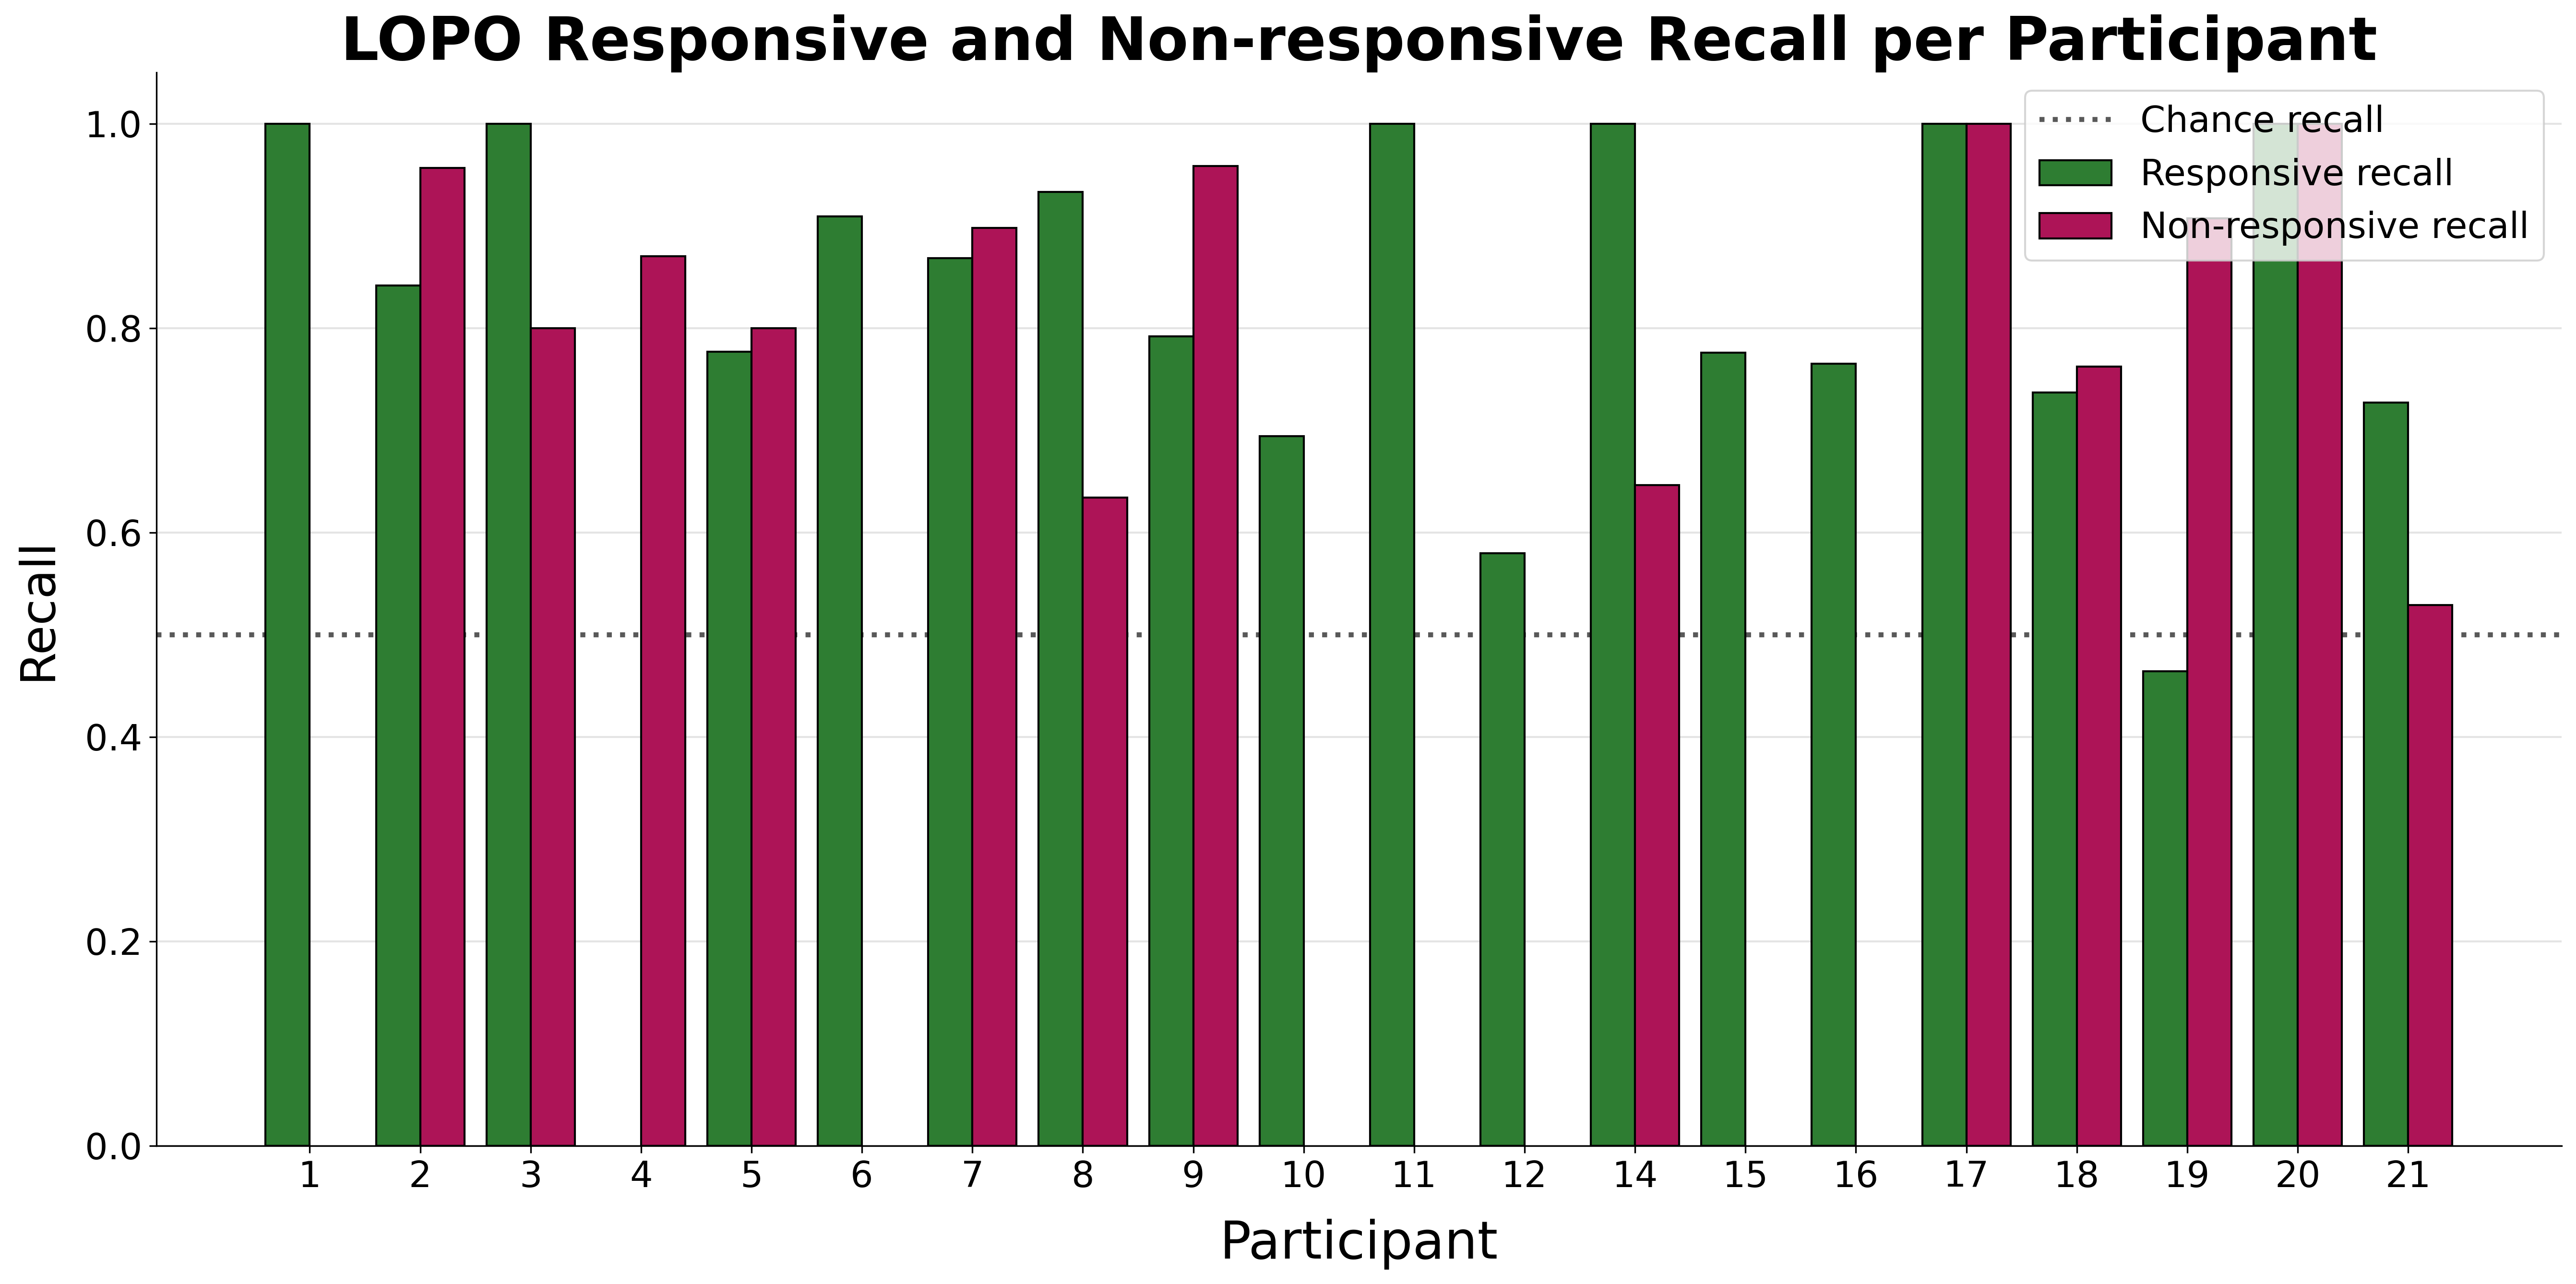 LOPO Responsive and Non-responsive Recall per Participant
Chance recall
Responsive recall
Non-responsive recall
Recall
1.0
0.8
0.6
0.4
0.2
0.0
1 2 3 4 5 6 7 8 9 10 11 12 14 15 16 17 18 19 20 21
Participant